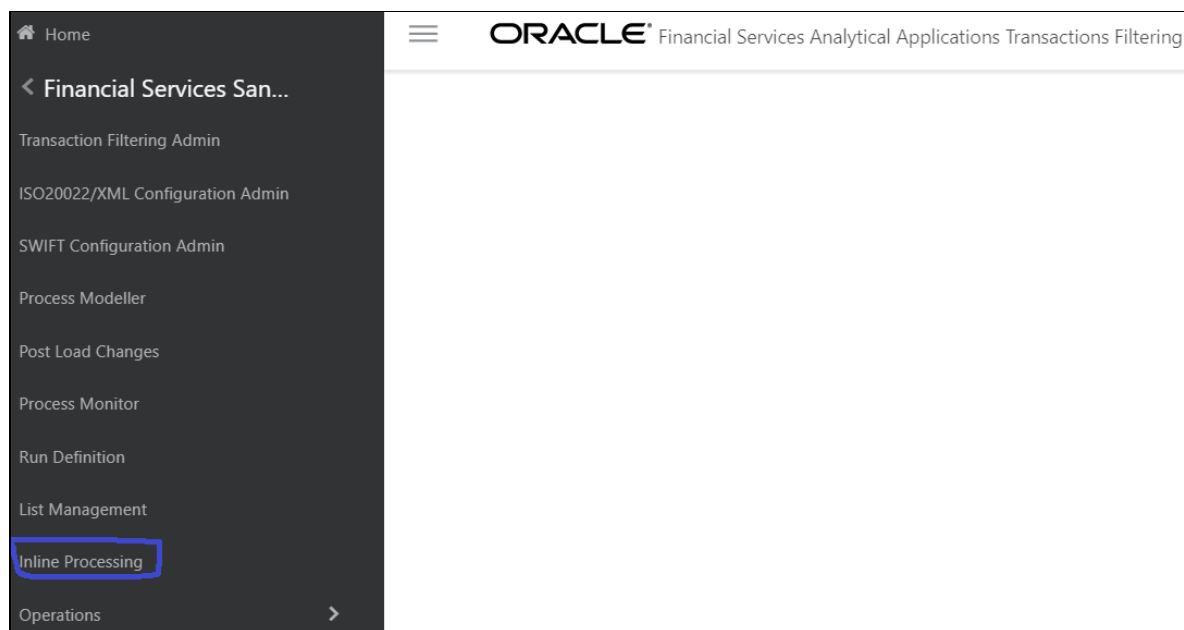 Home
ORACLE® Financial Services Analytical Applications Transactions Filtering
Financial Services San...
Transaction Filtering Admin
ISO20022/XML Configuration Admin
SWIFT Configuration Admin
Process Modeller
Post Load Changes
Process Monitor
Run Definition
List Management
Inline Processing
Operations